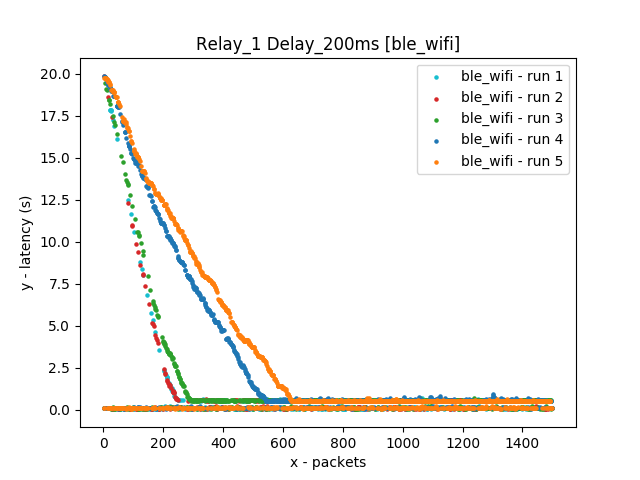 Relay_1 Delay_200ms [ble_wifi]
ble_wifi - run 1
ble_wifi - run 2
ble_wifi - run 3
ble_wifi - run 4
ble_wifi - run 5
y - latency (s)
20.0
17.5
15.0
12.5
10.0
7.5
5.0
2.5
0.0
0 200 400 600 800 1000 1200 1400
x - packets